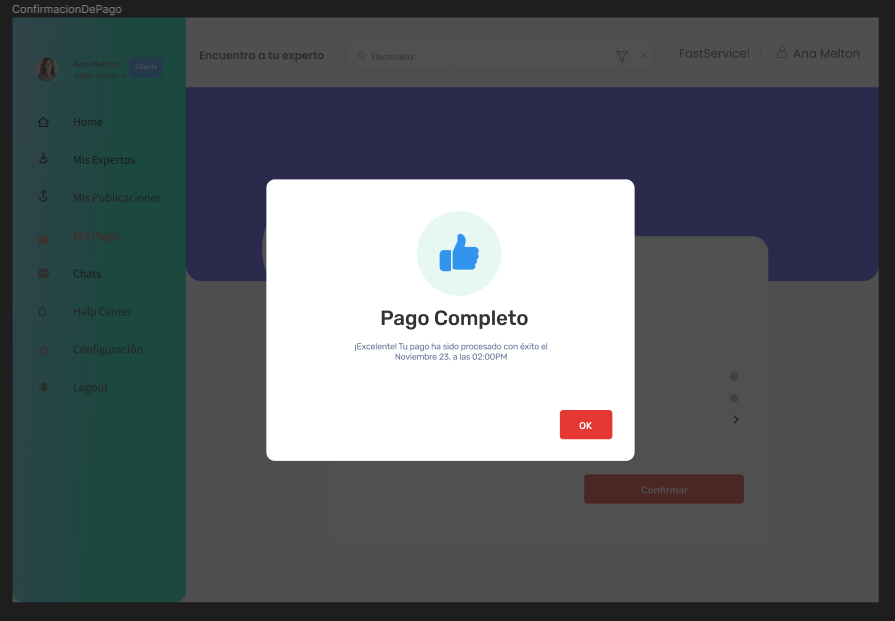 ConfirmacionDePago
Ana Melton
Cliente
Encuentra a tu experto
Electricista
FastService!
Ana Melton
Home
Mis Expertos
Mis Publicaciones
Mis Pagos
Chats
Help Center
Configuración
Logout
Pago Completo
¡Excelente! Tu pago ha sido procesado con éxito el
Noviembre 23, a las 02:00PM
OK
Confirmar